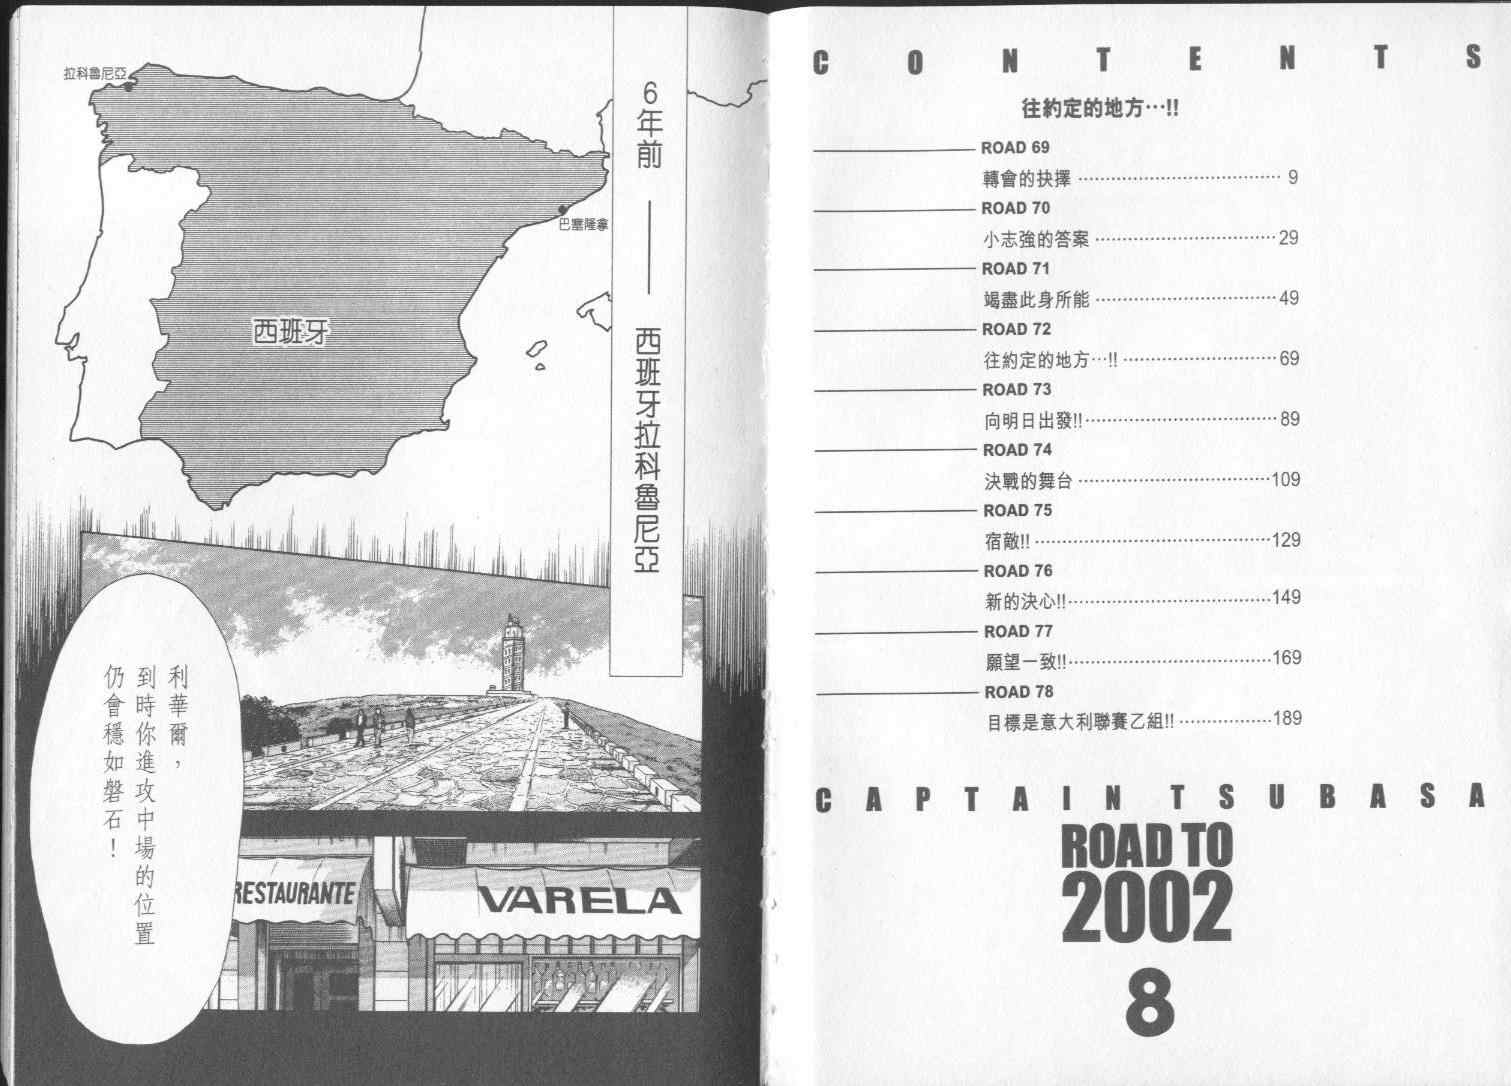 CONTENTS
往約定的地方…!!
ROAD 69
轉會的抉擇 ……………………………… 9
ROAD 70
小志強的答案 ……………………………… 29
ROAD 71
竭盡此身所能 ……………………………… 49
ROAD 72
往約定的地方…!! ……………………………… 69
ROAD 73
向明日出發!! ……………………………… 89
ROAD 74
決戰的舞台 ……………………………… 109
ROAD 75
宿敵!! ……………………………… 129
ROAD 76
新的決心!! ……………………………… 149
ROAD 77
願望一致!! ……………………………… 169
ROAD 78
目標是意大利聯賽乙組!! ……………… 189
CAPTAIN TSUBASA
ROAD TO
2002
8
6年前 —— 西班牙拉科魯尼亞
拉科魯尼亞
巴塞隆拿
西班牙
利華爾，
到時你進攻中場的位置
仍會穩如磐石！
RESTAURANTE
VARELA